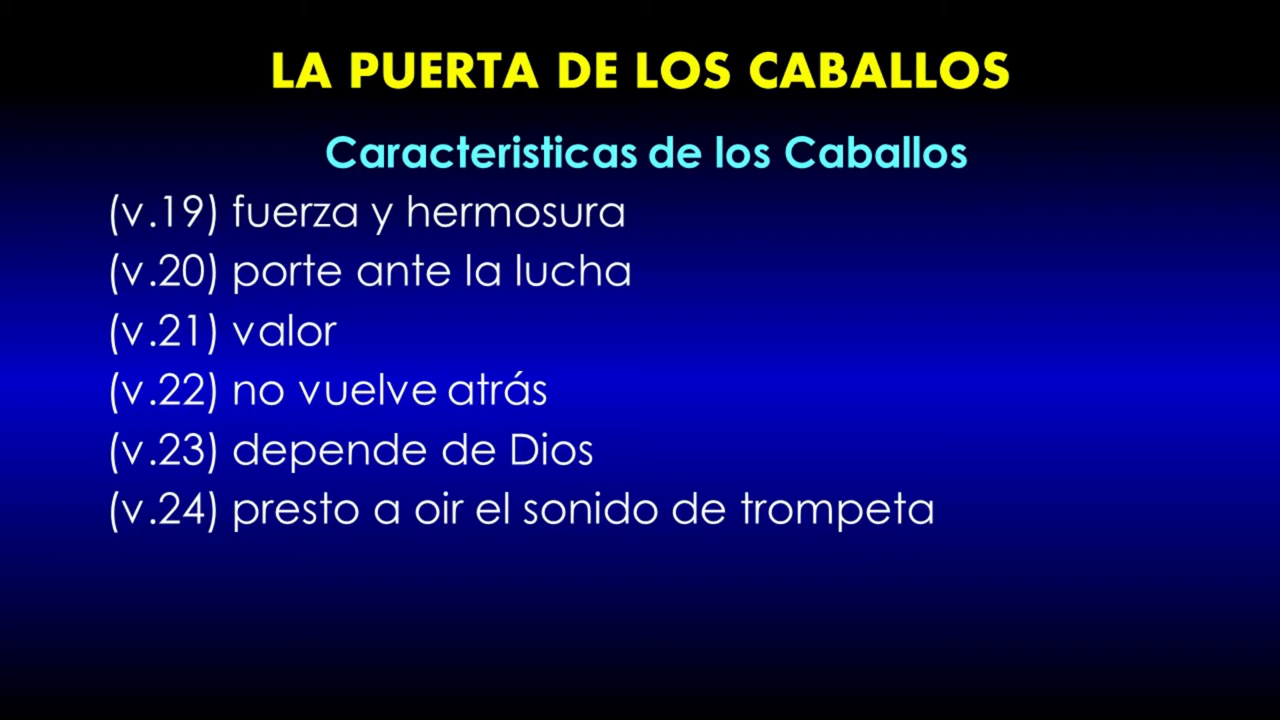 LA PUERTA DE LOS CABALLOS
Caracteristicas de los Caballos
(v.19) fuerza y hermosura
(v.20) porte ante la lucha
(v.21) valor
(v.22) no vuelve atrás
(v.23) depende de Dios
(v.24) presto a oir el sonido de trompeta